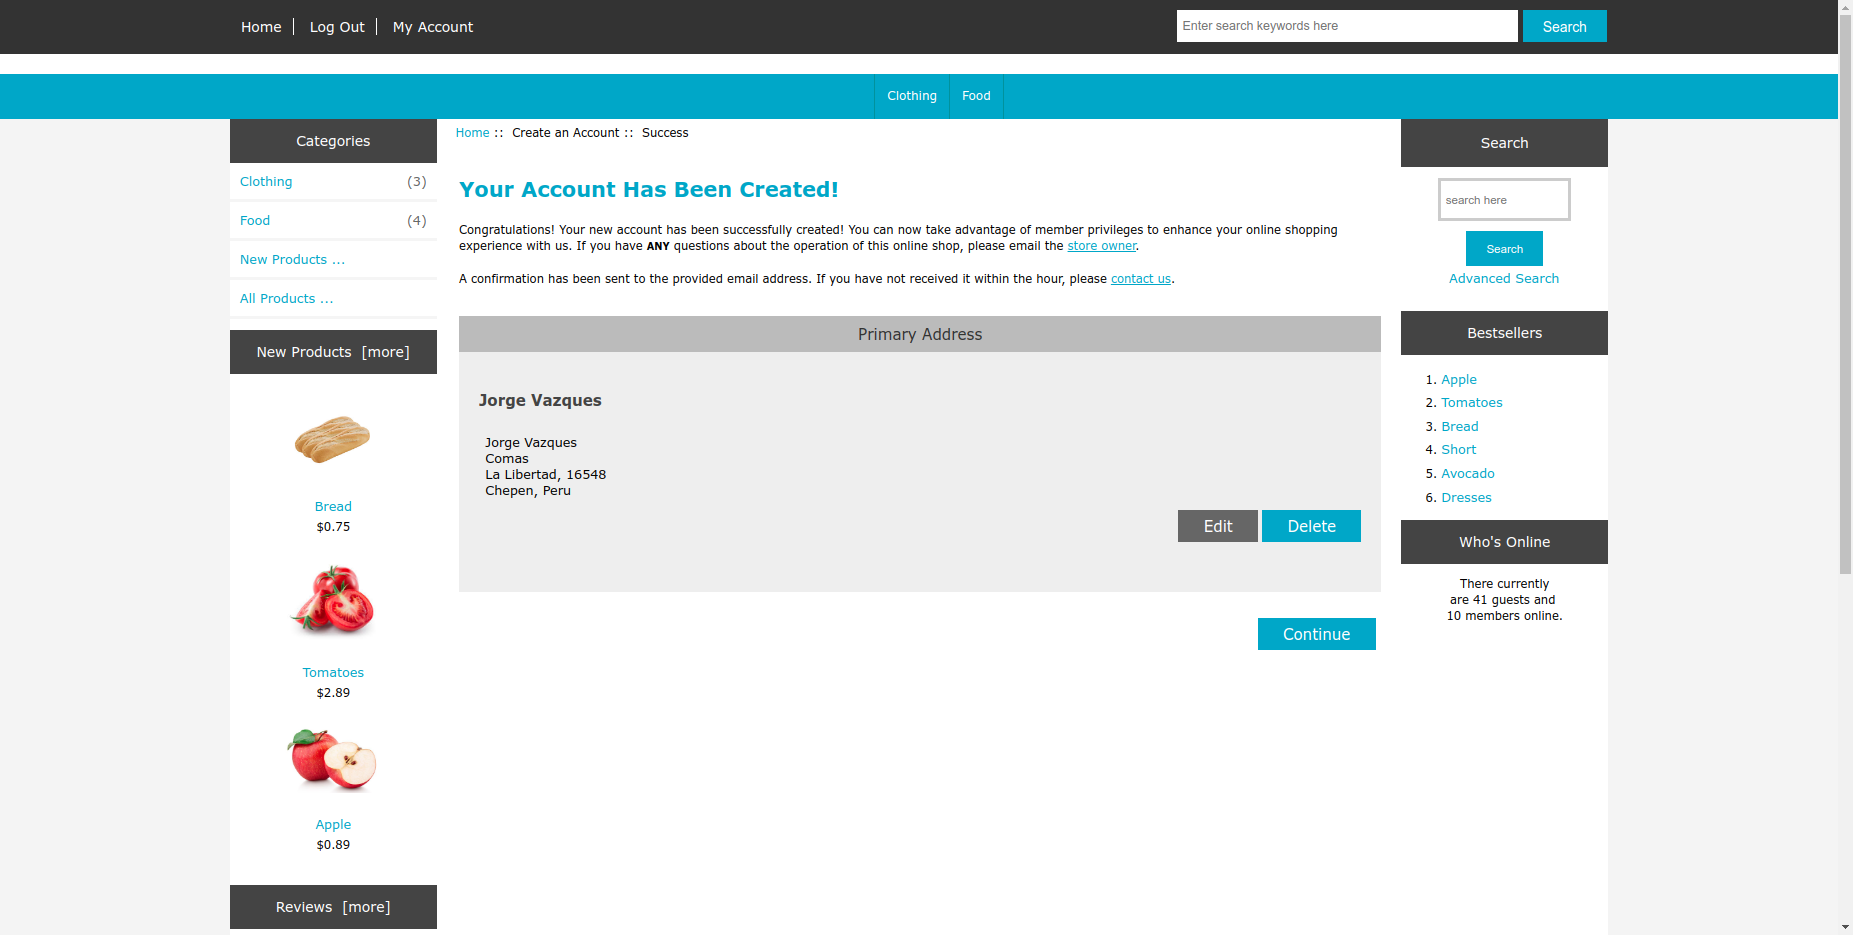 Home
Log Out
My Account
Enter search keywords here
Search
Clothing
Food
Categories
Clothing (3)
Food (4)
New Products ...
All Products ...
New Products [more]
Bread
$0.75
Tomatoes
$2.89
Apple
$0.89
Reviews [more]
Home :: Create an Account :: Success
Your Account Has Been Created!
Congratulations! Your new account has been successfully created! You can now take advantage of member privileges to enhance your online shopping
experience with us. If you have ANY questions about the operation of this online shop, please email the store owner.
A confirmation has been sent to the provided email address. If you have not received it within the hour, please contact us.
Primary Address
Jorge Vazques
Jorge Vazques
Comas
La Libertad, 16548
Chepen, Peru
Edit
Delete
Continue
Search
search here
Search
Advanced Search
Bestsellers
1. Apple
2. Tomatoes
3. Bread
4. Short
5. Avocado
6. Dresses
Who's Online
There currently
are 41 guests and
10 members online.